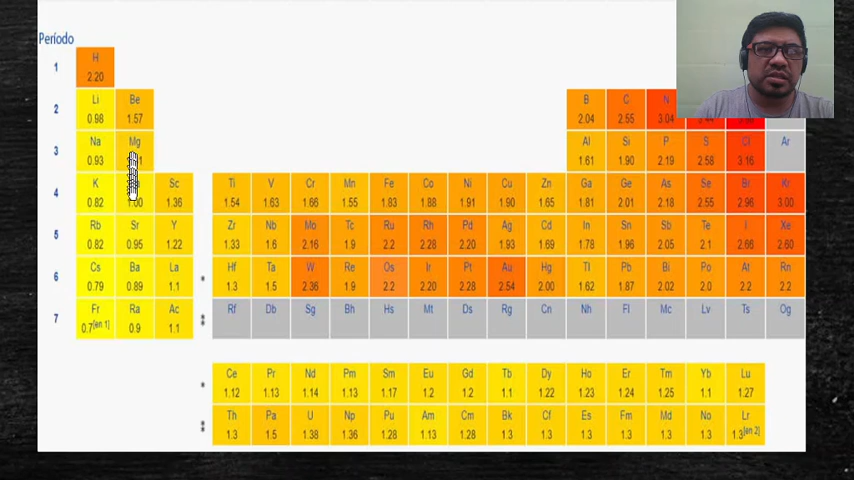 Período
1 H
2.20
2 Li Be B C N
0.98 1.57 2.04 2.55 3.04
3 Na Mg Al Si P S Cl Ar
0.93 1.61 1.90 2.19 2.58 3.16
4 K Sc Ti V Cr Mn Fe Co Ni Cu Zn Ga Ge As Se Br Kr
0.82 1.00 1.36 1.54 1.63 1.66 1.55 1.83 1.88 1.91 1.90 1.65 1.81 2.01 2.18 2.55 2.96 3.00
5 Rb Sr Y Zr Nb Mo Tc Ru Rh Pd Ag Cd In Sn Sb Te I Xe
0.82 0.95 1.22 1.33 1.6 2.16 1.9 2.2 2.28 2.20 1.93 1.69 1.78 1.96 2.05 2.1 2.66 2.60
6 Cs Ba La * Hf Ta W Re Os Ir Pt Au Hg Tl Pb Bi Po At Rn
0.79 0.89 1.1 1.3 1.5 2.36 1.9 2.2 2.20 2.28 2.54 2.00 1.62 1.87 2.02 2.0 2.2 2.2
7 Fr Ra Ac ** Rf Db Sg Bh Hs Mt Ds Rg Cn Nh Fl Mc Lv Ts Og
0.7[en 1] 0.9 1.1
* Ce Pr Nd Pm Sm Eu Gd Tb Dy Ho Er Tm Yb Lu
1.12 1.13 1.14 1.13 1.17 1.2 1.2 1.1 1.22 1.23 1.24 1.25 1.1 1.27
** Th Pa U Np Pu Am Cm Bk Cf Es Fm Md No Lr
1.3 1.5 1.38 1.36 1.28 1.13 1.28 1.3 1.3 1.3 1.3 1.3 1.3 1.3[en 2]